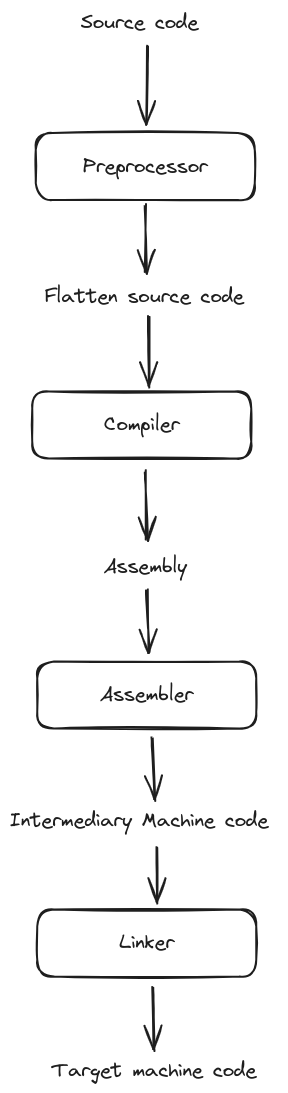 Source code
Preprocessor
Flatten source code
Compiler
Assembly
Assembler
Intermediary Machine code
Linker
Target machine code